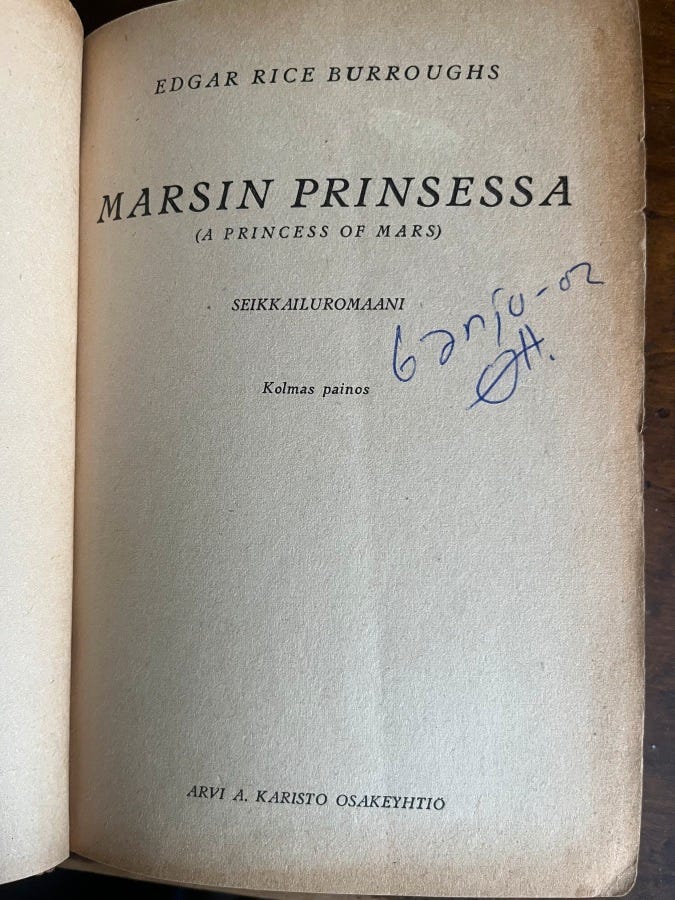 EDGAR RICE BURROUGHS
MARSIN PRINSESSA
(A PRINCESS OF MARS)
SEIKKAILUROMAANI
Kolmas painos
ARVI A. KARISTO OSAKEYHTIÖ